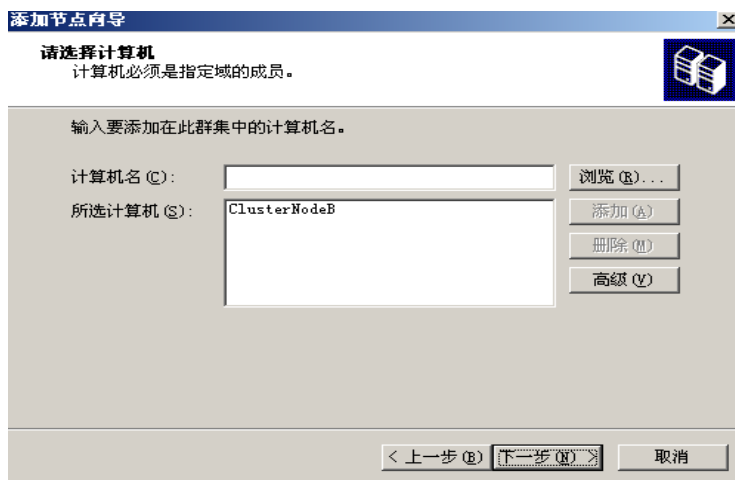 添加节点向导
请选择计算机
计算机必须是指定域的成员。
输入要添加在此群集中的计算机名。
计算机名(C):
浏览(R)...
所选计算机(S):
ClusterNodeB
添加(A)
删除(M)
高级(V)
< 上一步(B)
下一步(N) >
取消